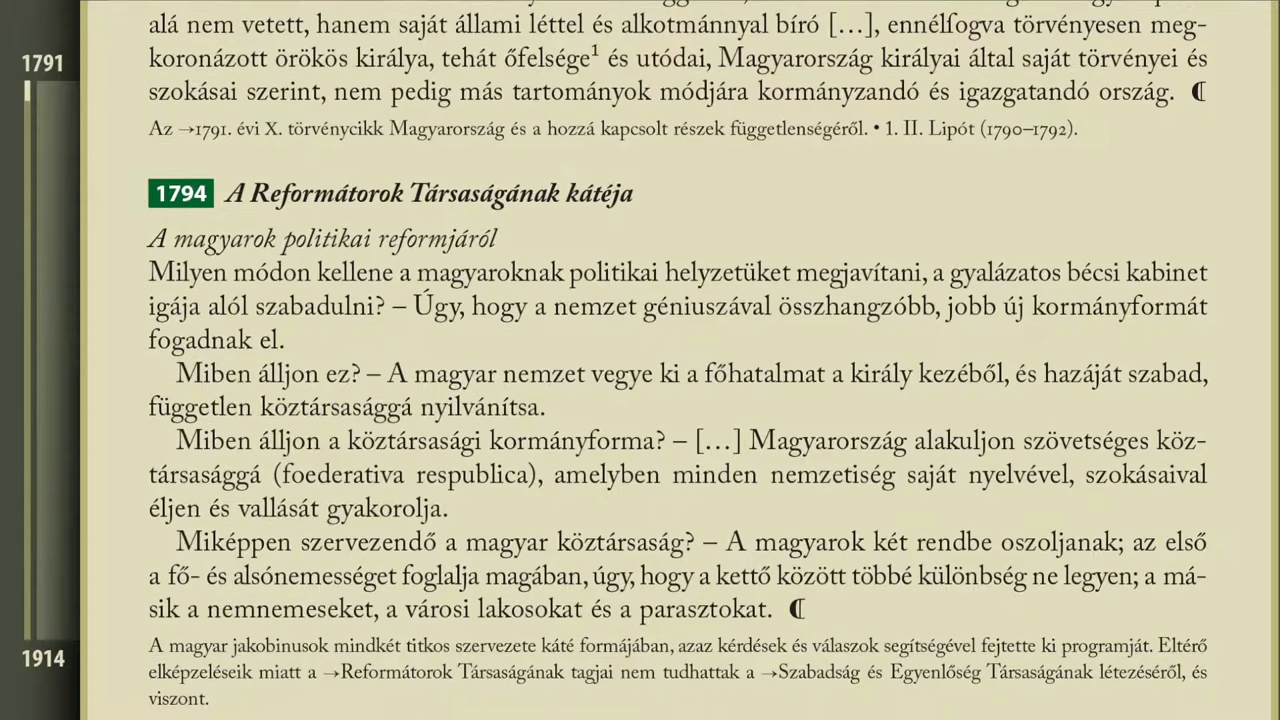 alá nem vetett, hanem saját állami léttel és alkotmánnyal bíró […], ennélfogva törvényesen meg-
1791
koronázott örökös királya, tehát őfelsége¹ és utódai, Magyarország királyai által saját törvényei és
szokásai szerint, nem pedig más tartományok módjára kormányzandó és igazgatandó ország. ¶
Az →1791. évi X. törvénycikk Magyarország és a hozzá kapcsolt részek függetlenségéről. • 1. II. Lipót (1790–1792).
1794 A Reformátorok Társaságának kátéja
A magyarok politikai reformjáról
Milyen módon kellene a magyaroknak politikai helyzetüket megjavítani, a gyalázatos bécsi kabinet
igája alól szabadulni? – Úgy, hogy a nemzet géniuszával összhangzóbb, jobb új kormányformát
fogadnak el.
Miben álljon ez? – A magyar nemzet vegye ki a főhatalmat a király kezéből, és hazáját szabad,
független köztársasággá nyilvánítsa.
Miben álljon a köztársasági kormányforma? – […] Magyarország alakuljon szövetséges köz-
társasággá (foederativa respublica), amelyben minden nemzetiség saját nyelvével, szokásaival
éljen és vallását gyakorolja.
Miképpen szervezendő a magyar köztársaság? – A magyarok két rendbe oszoljanak; az első
a fő- és alsónemességet foglalja magában, úgy, hogy a kettő között többé különbség ne legyen; a má-
sik a nemnemeseket, a városi lakosokat és a parasztokat. ¶
A magyar jakobinusok mindkét titkos szervezete káté formájában, azaz kérdések és válaszok segítségével fejtette ki programját. Eltérő
1914
elképzeléseik miatt a →Reformátorok Társaságának tagjai nem tudhattak a →Szabadság és Egyenlőség Társaságának létezéséről, és
viszont.